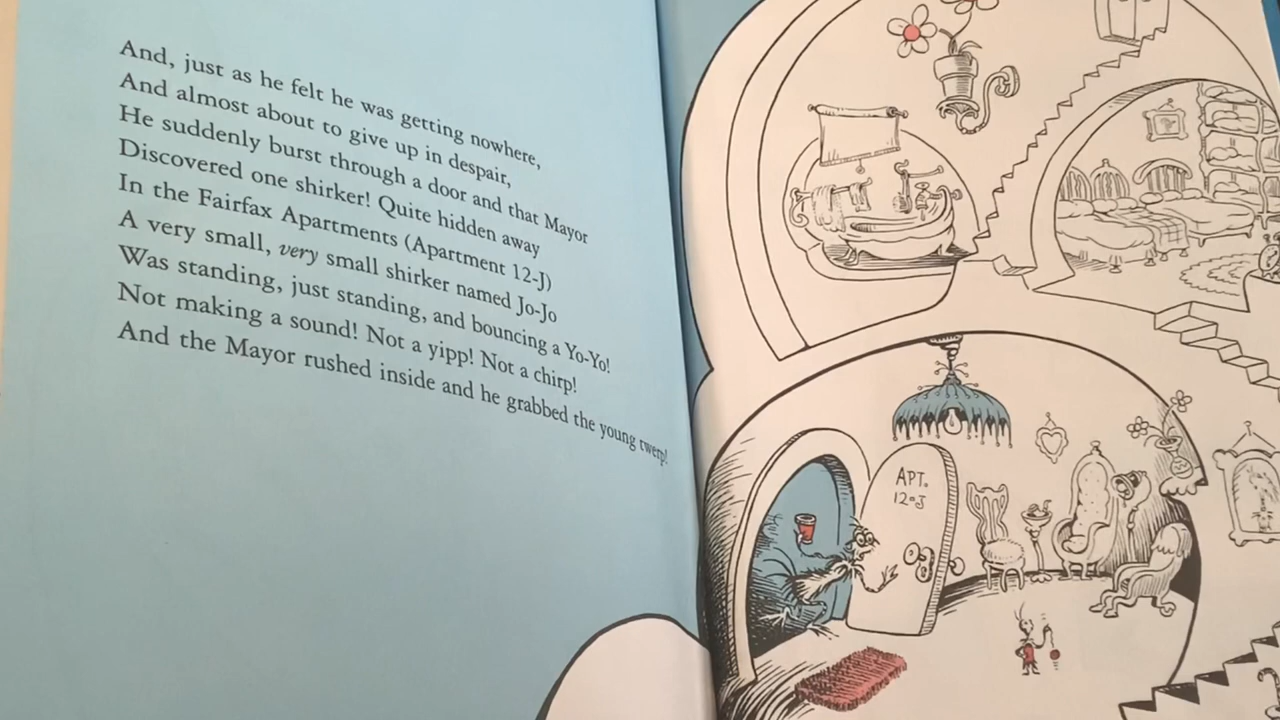 And, just as he felt he was getting nowhere,
And almost about to give up in despair,
He suddenly burst through a door and that Mayor
Discovered one shirker! Quite hidden away
In the Fairfax Apartments (Apartment 12-J)
A very small, very small shirker named Jo-Jo
Was standing, just standing, and bouncing a Yo-Yo!
Not making a sound! Not a yipp! Not a chirp!
And the Mayor rushed inside and he grabbed the young twerp!
APT.
12-J